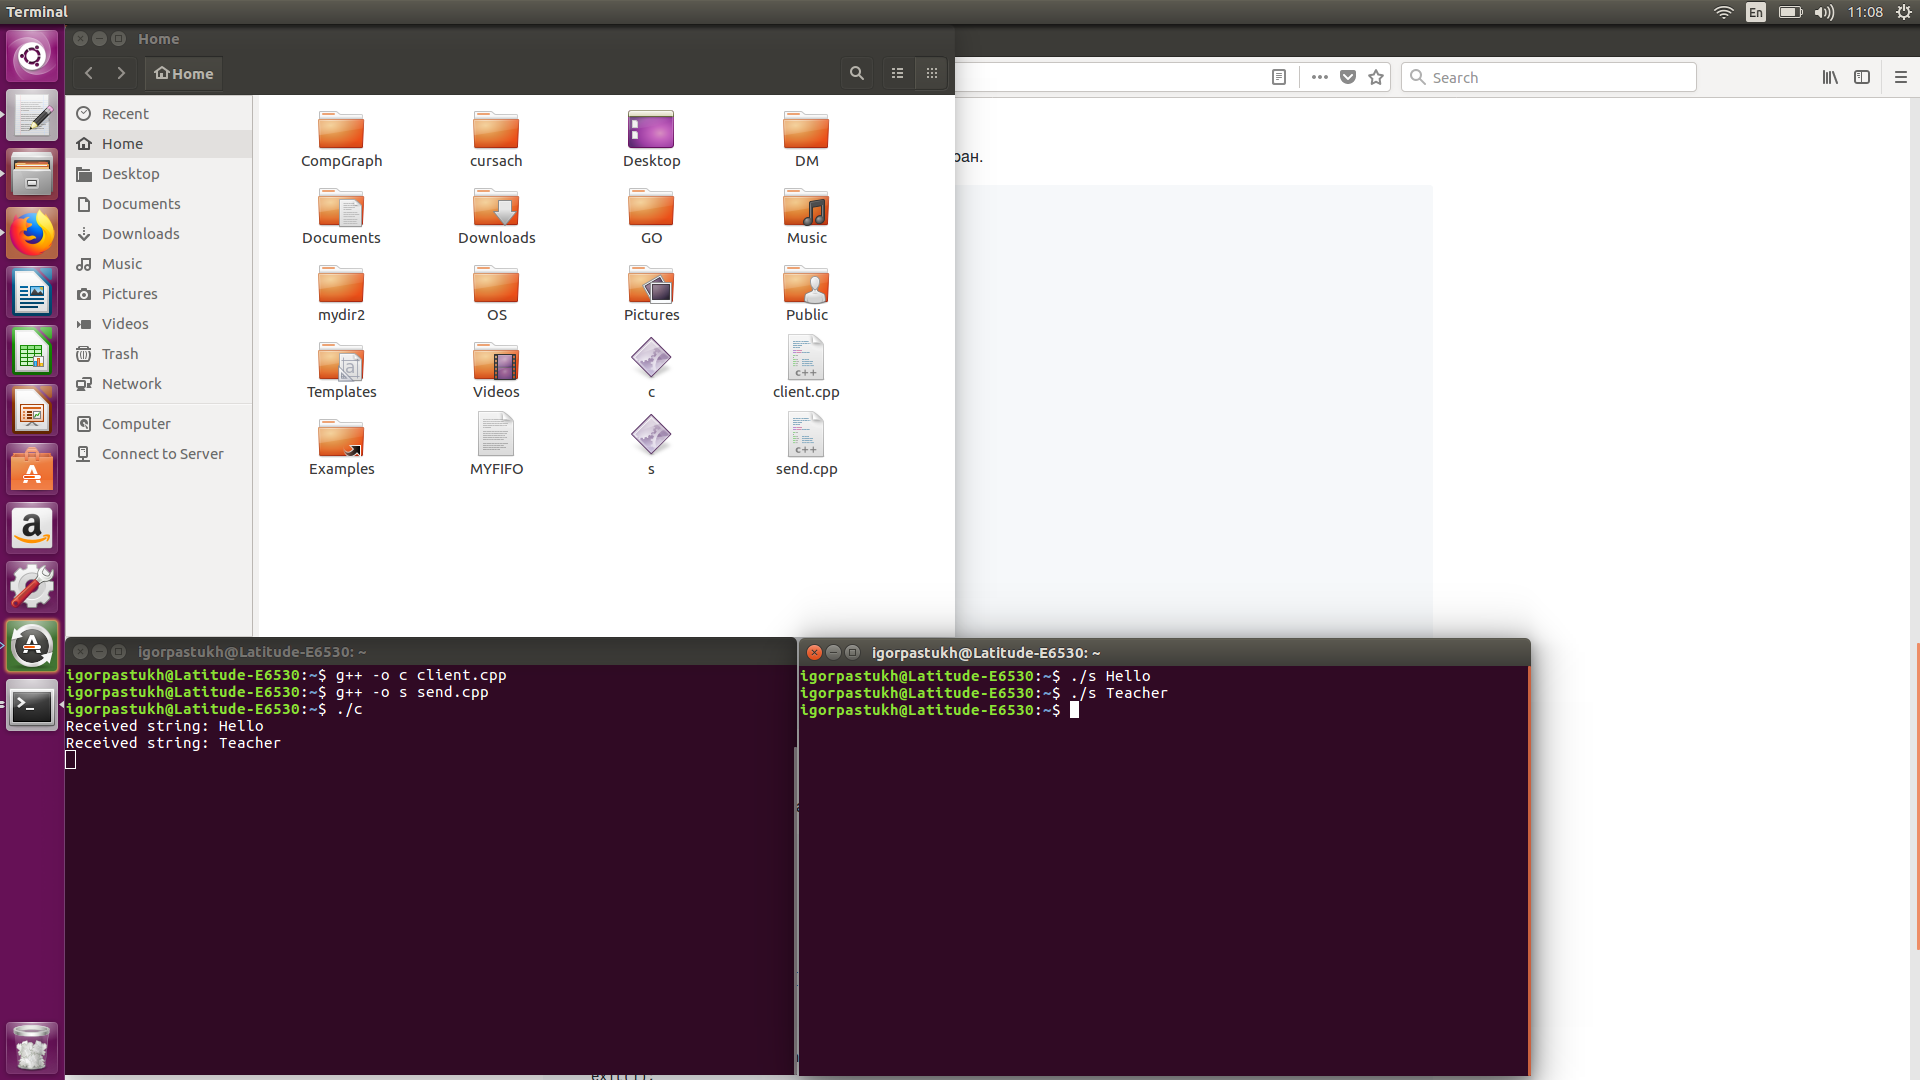 Terminal
En
11:08
Home
Home
Search
Recent
Home
Desktop
Documents
Downloads
Music
Pictures
Videos
Trash
Network
Computer
Connect to Server
CompGraph
cursach
Desktop
DM
Documents
Downloads
GO
Music
mydir2
OS
Pictures
Public
Templates
Videos
c
client.cpp
Examples
MYFIFO
s
send.cpp
c++
c++
ран.
igorpastukh@Latitude-E6530: ~
igorpastukh@Latitude-E6530:~$ g++ -o c client.cpp
igorpastukh@Latitude-E6530:~$ g++ -o s send.cpp
igorpastukh@Latitude-E6530:~$ ./c
Received string: Hello
Received string: Teacher
igorpastukh@Latitude-E6530: ~
igorpastukh@Latitude-E6530:~$ ./s Hello
igorpastukh@Latitude-E6530:~$ ./s Teacher
igorpastukh@Latitude-E6530:~$